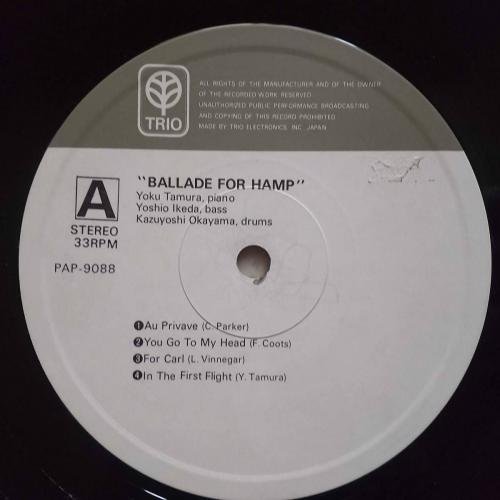 TRIO
ALL RIGHTS OF THE MANUFACTURER AND OF THE OWNER
OF THE RECORDED WORK RESERVED
UNAUTHORIZED PUBLIC PERFORMANCE BROADCASTING
AND COPYING OF THIS RECORD PROHIBITED
MADE BY TRIO ELECTRONICS. INC. JAPAN
A
STEREO
33RPM
PAP-9088
"BALLADE FOR HAMP"
Yoku Tamura, piano
Yoshio Ikeda, bass
Kazuyoshi Okayama, drums
❶Au Privave (C. Parker)
❷You Go To My Head (F. Coots)
❸For Carl (L. Vinnegar)
❹In The First Flight (Y. Tamura)